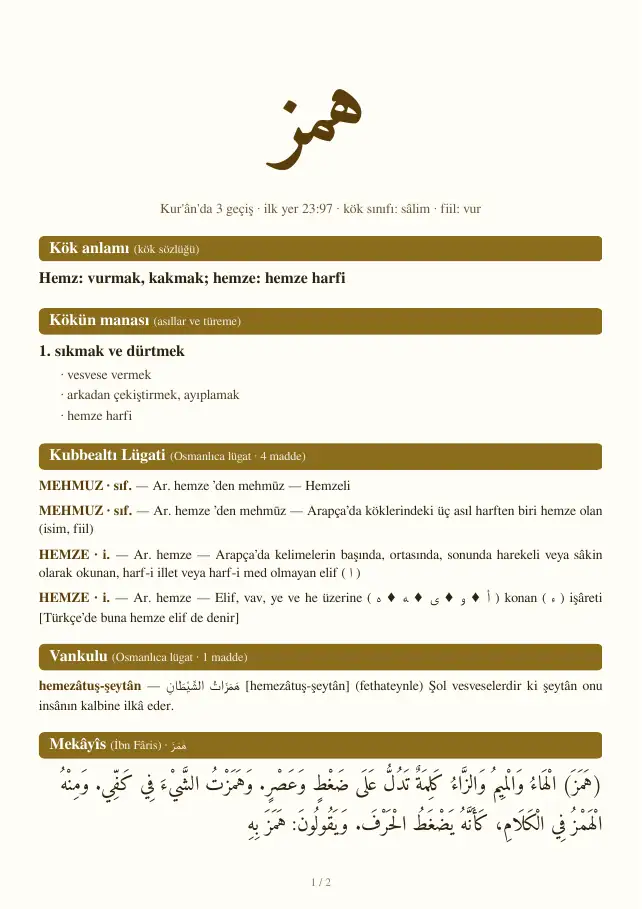 همز
Kur'ân'da 3 geçiş · ilk yer 23:97 · kök sınıfı: sâlim · fiil: vur
Kök anlamı (kök sözlüğü)
Hemz: vurmak, kakmak; hemze: hemze harfi
Kökün manası (asıllar ve türeme)
1. sıkmak ve dürtmek
· vesvese vermek
· arkadan çekiştirmek, ayıplamak
· hemze harfi
Kubbealtı Lügati (Osmanlıca lügat · 4 madde)
MEHMUZ · sıf. — Ar. hemze ’den mehmūz — Hemzeli
MEHMUZ · sıf. — Ar. hemze ’den mehmūz — Arapça’da köklerindeki üç asıl harften biri hemze olan
(isim, fiil)
HEMZE · i. — Ar. hemze — Arapça’da kelimelerin başında, ortasında, sonunda harekeli veya sâkin
olarak okunan, harf-i illet veya harf-i med olmayan elif ( ا )
HEMZE · i. — Ar. hemze — Elif, vav, ye ve he üzerine ( أ ♦ و ♦ ى ♦ ه ♦ ه ) konan ( ء ) işâreti
[Türkçe’de buna hemze elif de denir]
Vankulu (Osmanlıca lügat · 1 madde)
hemezâtuş-şeytân — هَمَزَاتُ الشَّيْطَانِ [hemezâtuş-şeytân] (fethateynle) Şol vesveselerdir ki şeytân onu
insânın kalbine ilkâ eder.
Mekâyîs (İbn Fâris) · هَمَزَ
(هَمَزَ) الْهَاءُ وَالْمِيمُ وَالزَّاءُ كَلِمَةٌ تَدُلُّ عَلَى ضَغْطٍ وَعَصْرٍ. وَهَمَزْتُ الشَّيْءَ فِي كَفِّي. وَمِنْهُ
الْهَمْزُ فِي الْكَلَامِ، كَأَنَّهُ يَضْغَطُ الْحَرْفَ. وَيَقُولُونَ: هَمَزَ بِهِ
1 / 2